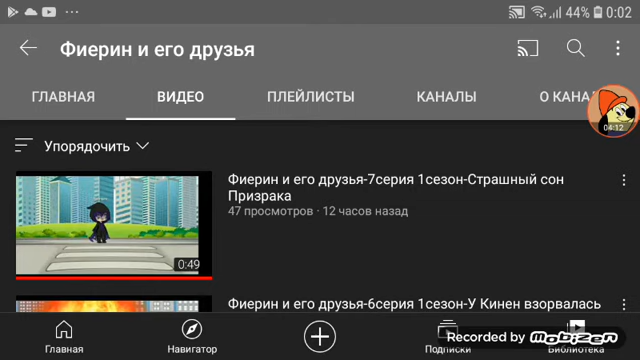 44% 0:02
Фиерин и его друзья
ГЛАВНАЯ ВИДЕО ПЛЕЙЛИСТЫ КАНАЛЫ О КАНА
04:12
Упорядочить
Фиерин и его друзья-7серия 1сезон-Страшный сон
Призрака
47 просмотров · 12 часов назад
0:49
Фиерин и его друзья-6серия 1сезон-У Кинен взорвалась
Главная Навигатор Подписки Библиотека
Recorded by Mobizen